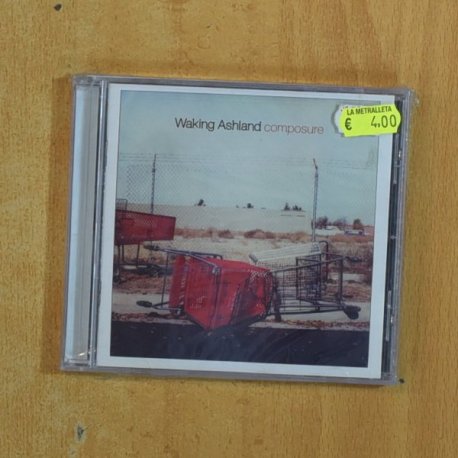 LA METRALLETA
€ 4,00
Waking Ashland composure